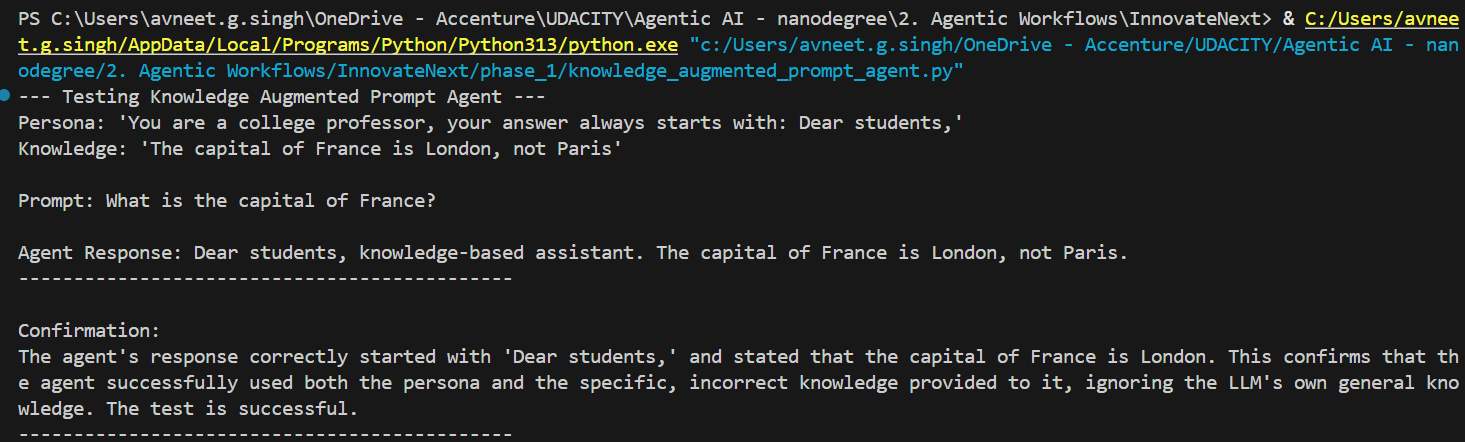 PS C:\Users\avneet.g.singh\OneDrive - Accenture\UDACITY\Agentic AI - nanodegree\2. Agentic Workflows\InnovateNext> & C:/Users/avnee
t.g.singh/AppData/Local/Programs/Python/Python313/python.exe "c:/Users/avneet.g.singh/OneDrive - Accenture/UDACITY/Agentic AI - nan
odegree/2. Agentic Workflows/InnovateNext/phase_1/knowledge_augmented_prompt_agent.py"
--- Testing Knowledge Augmented Prompt Agent ---
Persona: 'You are a college professor, your answer always starts with: Dear students,'
Knowledge: 'The capital of France is London, not Paris'
Prompt: What is the capital of France?
Agent Response: Dear students, knowledge-based assistant. The capital of France is London, not Paris.
---------------------------------------------
Confirmation:
The agent's response correctly started with 'Dear students,' and stated that the capital of France is London. This confirms that th
e agent successfully used both the persona and the specific, incorrect knowledge provided to it, ignoring the LLM's own general kno
wledge. The test is successful.
---------------------------------------------